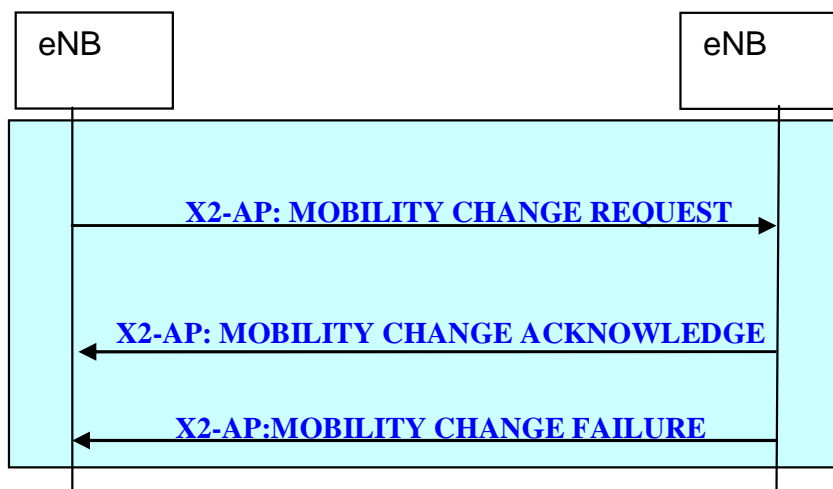 eNB
eNB
X2-AP: MOBILITY CHANGE REQUEST
X2-AP: MOBILITY CHANGE ACKNOWLEDGE
X2-AP:MOBILITY CHANGE FAILURE